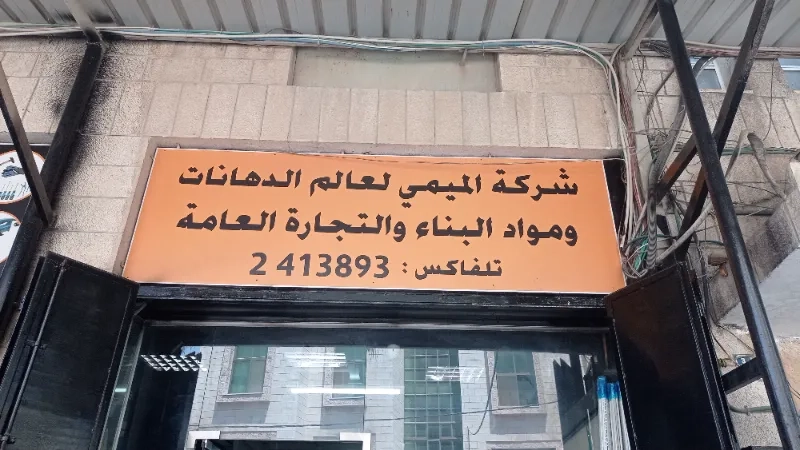 شركة الميمي لعالم الدهانات
ومواد البناء والتجارة العامة
تلفاكس : 413893 2